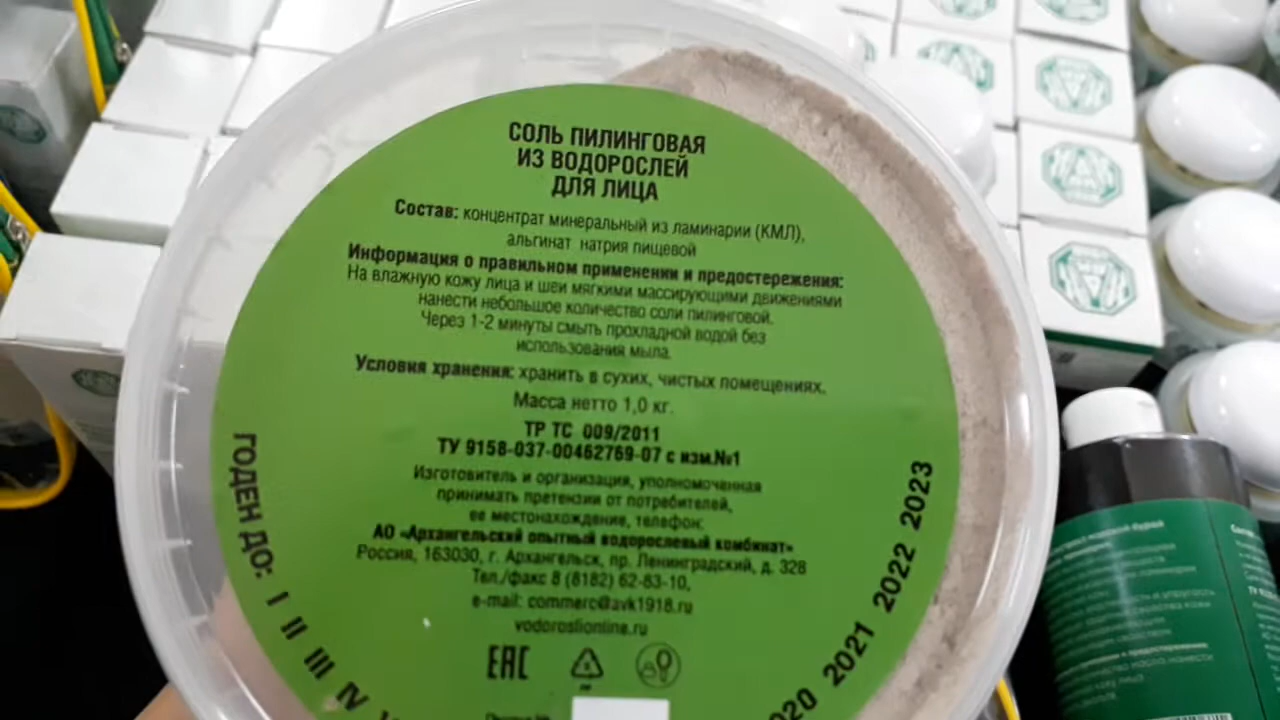 СОЛЬ ПИЛИНГОВАЯ
ИЗ ВОДОРОСЛЕЙ
ДЛЯ ЛИЦА
Состав: концентрат минеральный из ламинарии (КМЛ),
альгинат натрия пищевой
Информация о правильном применении и предостережения:
На влажную кожу лица и шеи мягкими массирующими движениями
нанести небольшое количество соли пилинговой.
Через 1-2 минуты смыть прохладной водой без
использования мыла.
Условия хранения: хранить в сухих, чистых помещениях.
Масса нетто 1,0 кг.
ТР ТС 009/2011
ТУ 9158-037-00462769-07 с изм.№1
Изготовитель и организация, уполномоченная
принимать претензии от потребителей,
ее местонахождение, телефон:
АО «Архангельский опытный водорослевый комбинат»
Россия, 163030, г. Архангельск, пр. Ленинградский, д. 328
Тел./факс 8 (8182) 62-83-10,
e-mail: commerc@avk1918.ru
vodoroslionline.ru
EAC
ГОДЕН ДО: I II III IV
2021 2022 2023